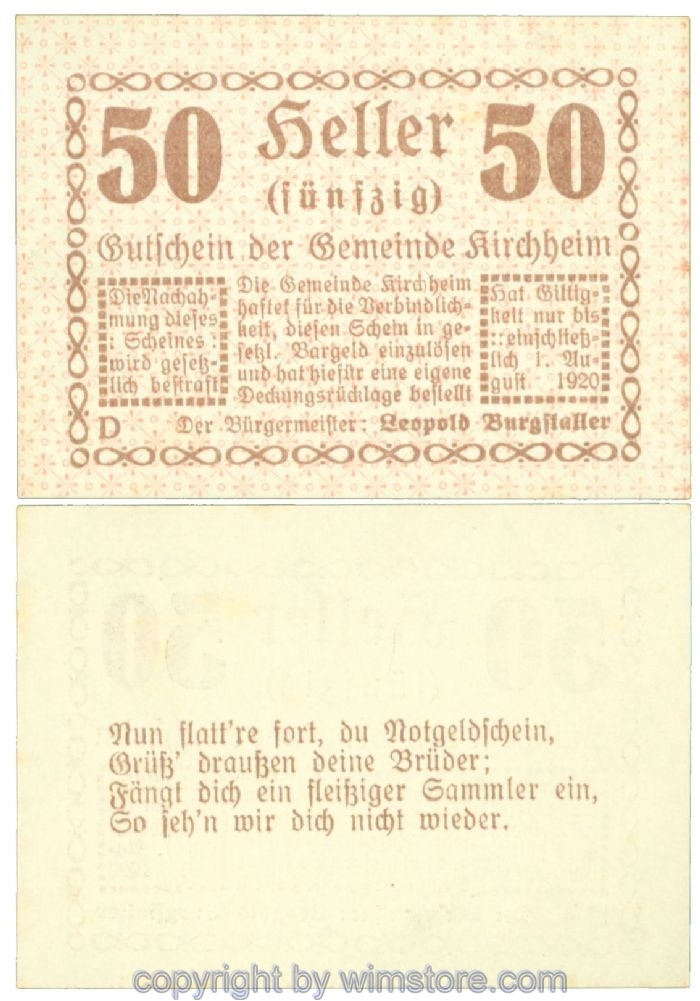 50 Heller 50
(fünfzig)
Gutschein der Gemeinde Kirchheim
Die Nachah-
mung dieses
: Scheines :
wird gesetz-
lich bestraft
Die Gemeinde Kirchheim
haftet für die Verbindlich-
keit, diesen Schein in ge-
setzl. Bargeld einzulösen
und hat hiefür eine eigene
Deckungsrücklage bestellt
Hat Giltig-
keit nur bis
:: einschließ-
lich 1. Au-
gust 1920
D Der Bürgermeister: Leopold Burgstaller
Nun flatt're fort, du Notgeldschein,
Grüß' draußen deine Brüder;
Fängt dich ein fleißiger Sammler ein,
So seh'n wir dich nicht wieder.
copyright by wimstore.com